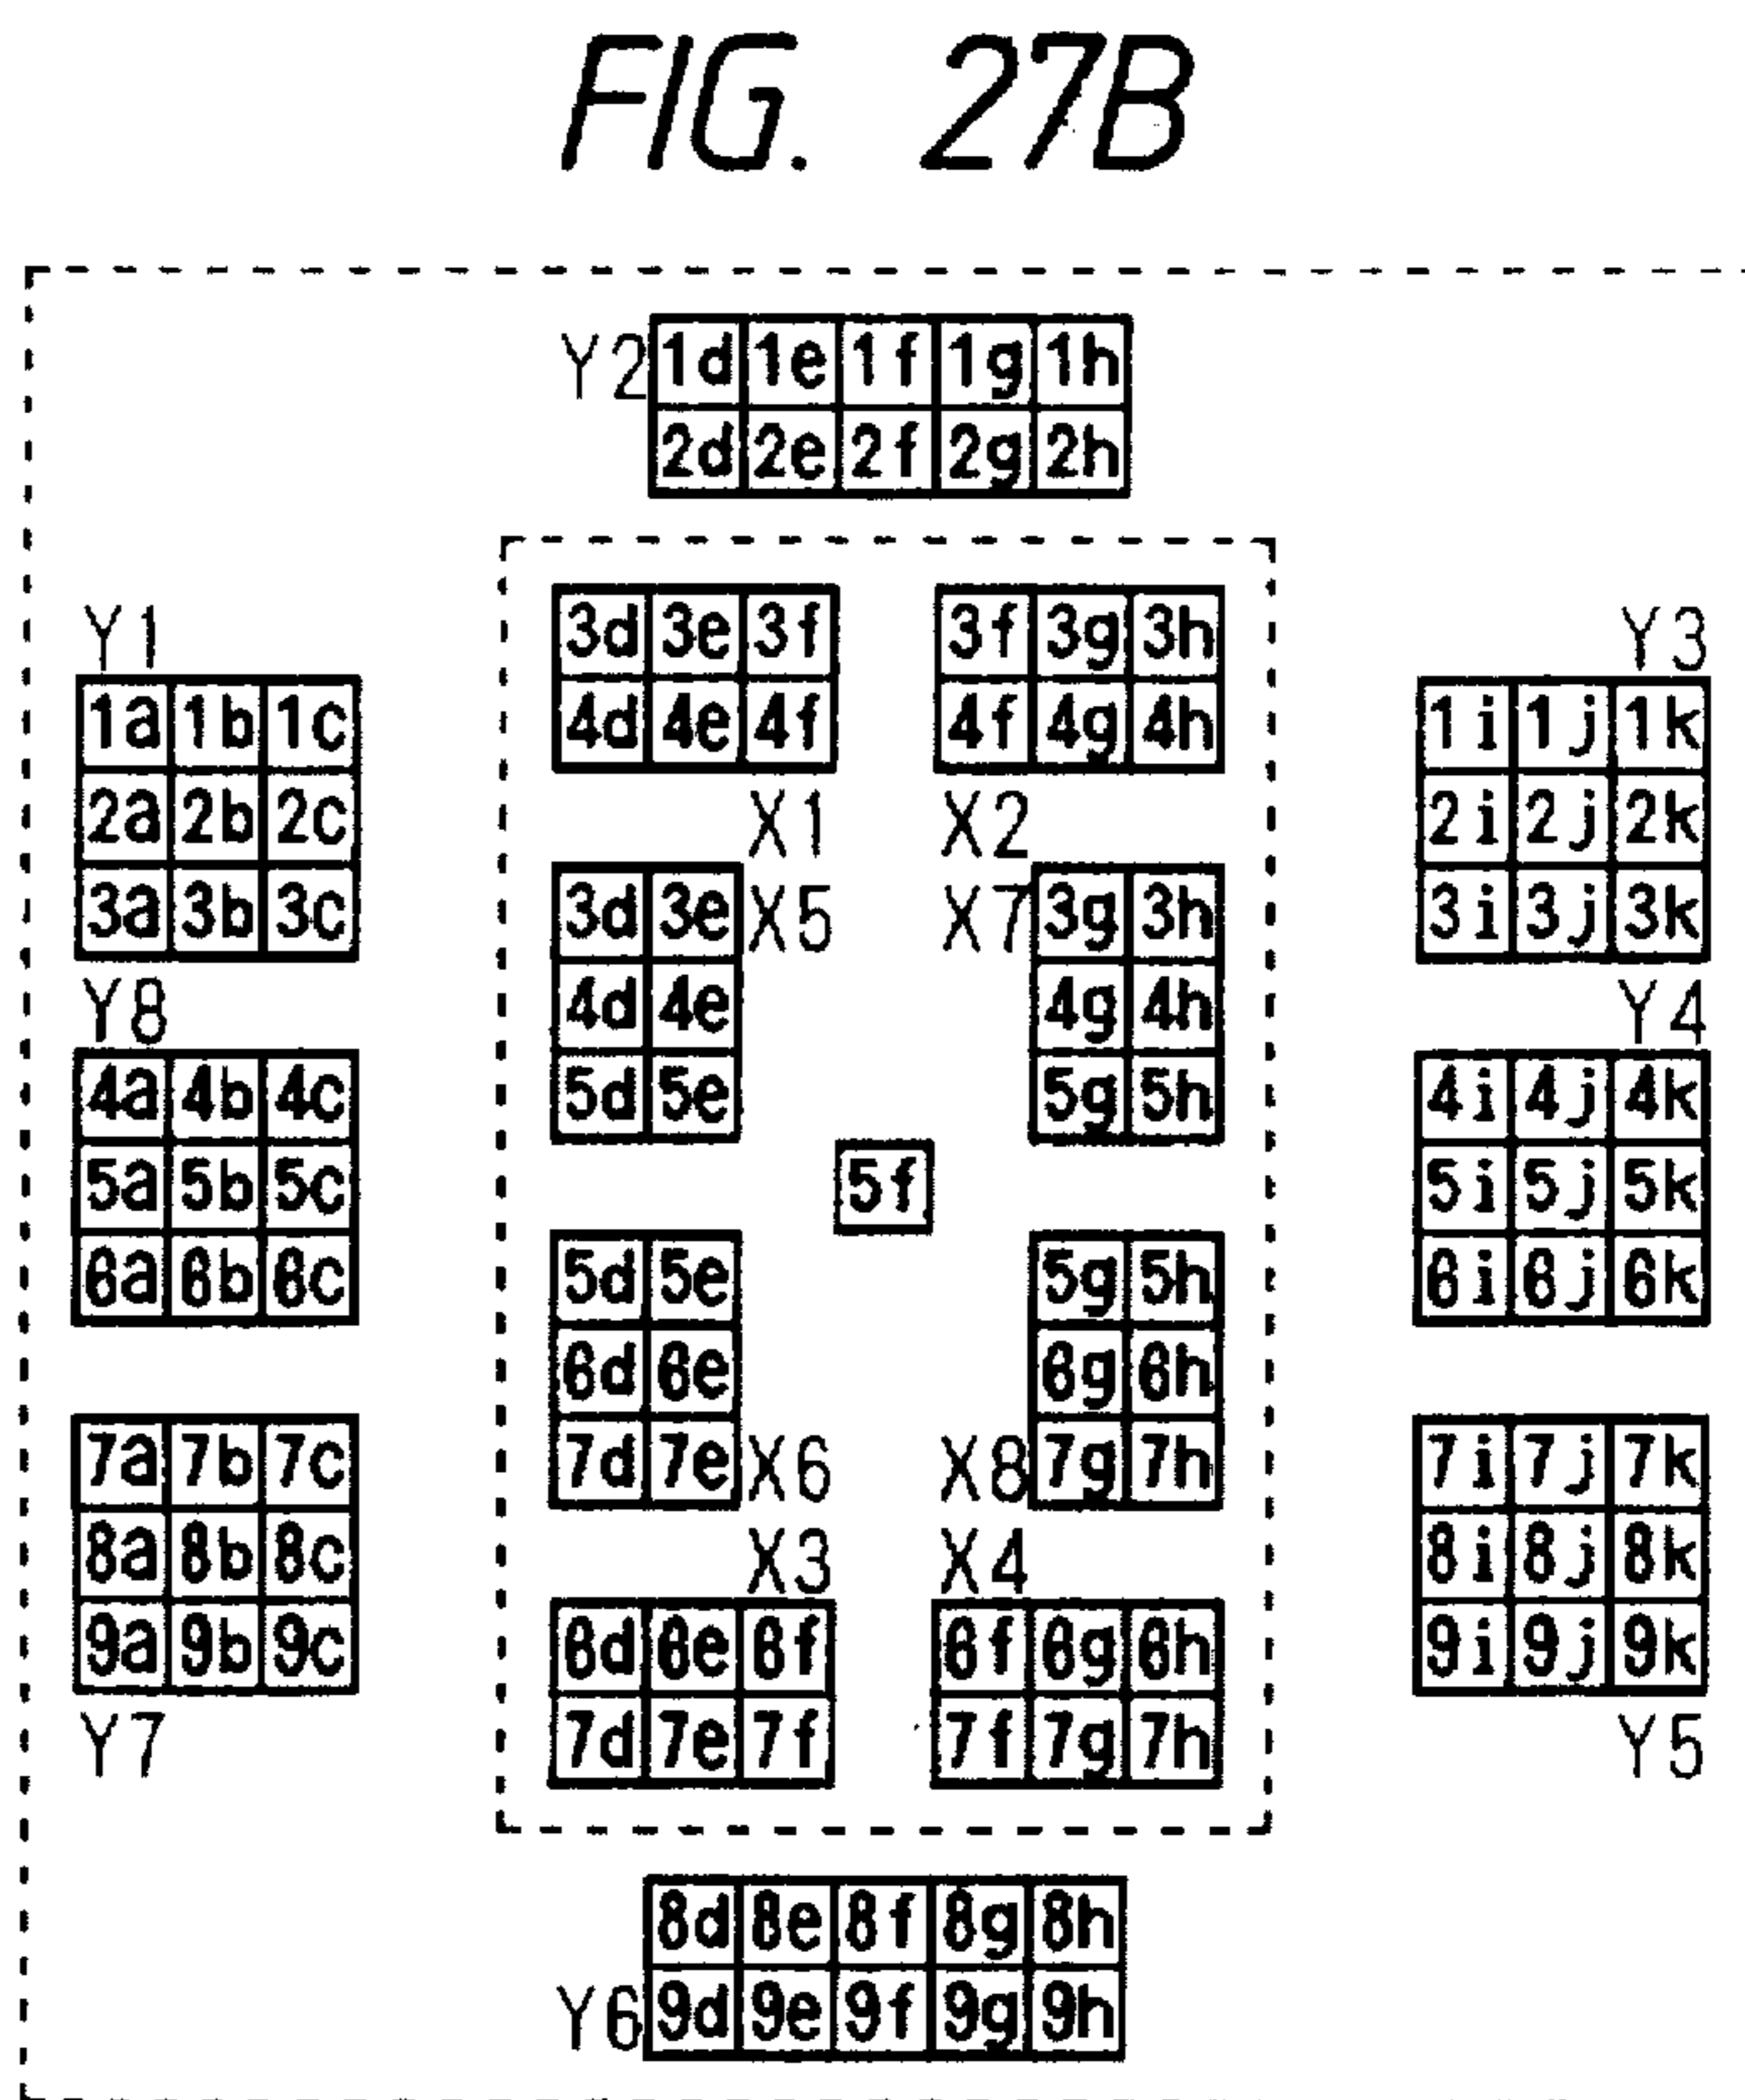 FIG. 27B
Y2 1d 1e 1f 1g 1h
2d 2e 2f 2g 2h
Y1
1a 1b 1c
2a 2b 2c
3a 3b 3c
Y8
4a 4b 4c
5a 5b 5c
6a 6b 6c
7a 7b 7c
8a 8b 8c
9a 9b 9c
Y7
3d 3e 3f
4d 4e 4f
X1
3f 3g 3h
4f 4g 4h
X2
3d 3e X5
4d 4e
5d 5e
X7 3g 3h
4g 4h
5g 5h
5f
5d 5e
6d 6e
7d 7e X6
5g 5h
6g 6h
X8 7g 7h
X3
6d 6e 6f
7d 7e 7f
X4
6f 6g 6h
7f 7g 7h
Y3
1i 1j 1k
2i 2j 2k
3i 3j 3k
Y4
4i 4j 4k
5i 5j 5k
6i 6j 6k
7i 7j 7k
8i 8j 8k
9i 9j 9k
Y5
8d 8e 8f 8g 8h
Y6 9d 9e 9f 9g 9h